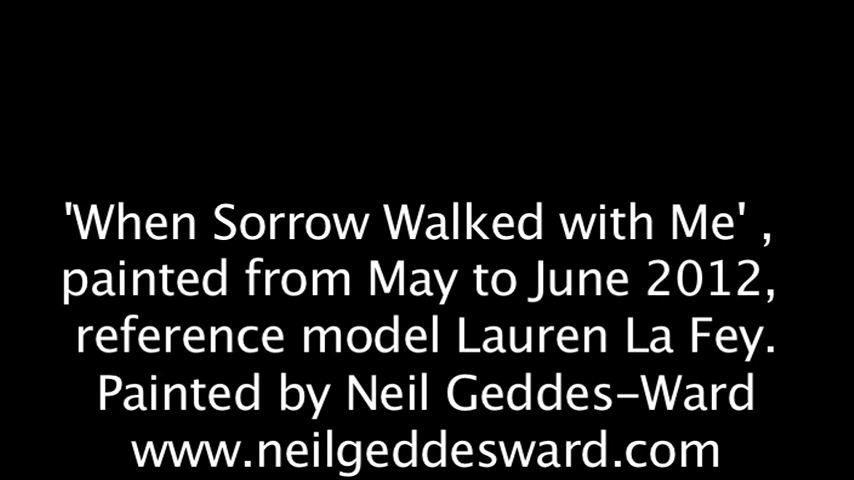 'When Sorrow Walked with Me' ,
painted from May to June 2012,
reference model Lauren La Fey.
Painted by Neil Geddes-Ward
www.neilgeddesward.com